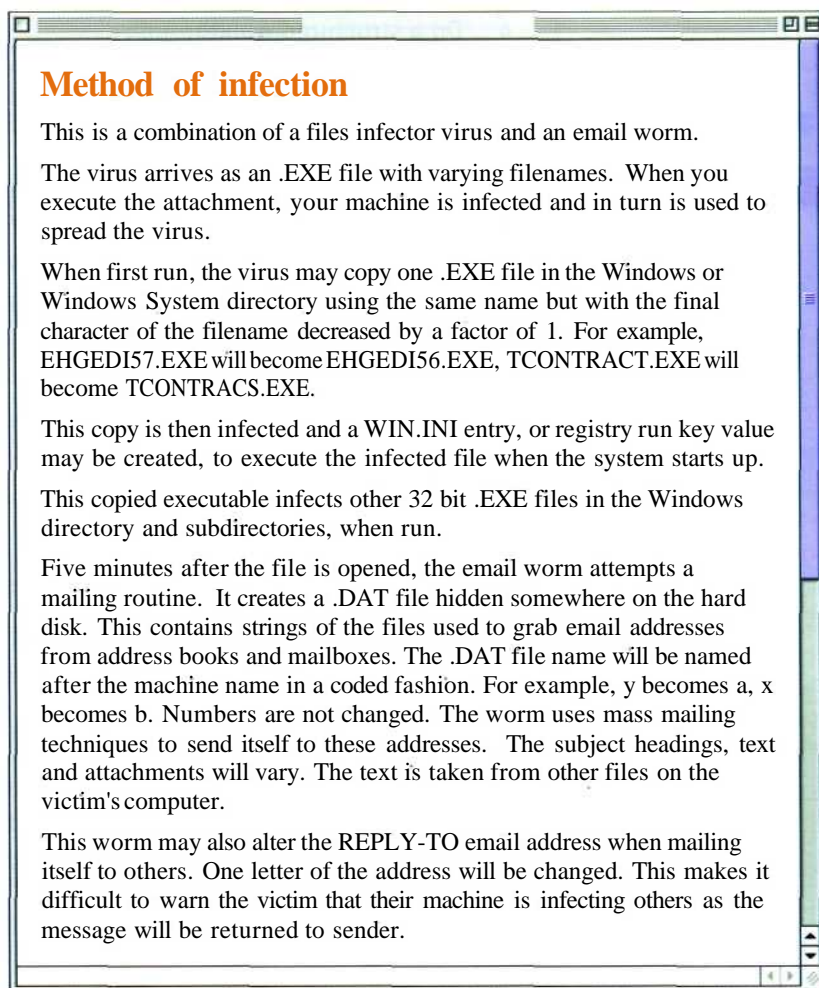 Method of infection
This is a combination of a files infector virus and an email worm.
The virus arrives as an .EXE file with varying filenames. When you
execute the attachment, your machine is infected and in turn is used to
spread the virus.
When first run, the virus may copy one .EXE file in the Windows or
Windows System directory using the same name but with the final
character of the filename decreased by a factor of 1. For example,
EHGEDI57.EXE will become EHGEDI56.EXE, TCONTRACT.EXE will
become TCONTRACS.EXE.
This copy is then infected and a WIN.INI entry, or registry run key value
may be created, to execute the infected file when the system starts up.
This copied executable infects other 32 bit .EXE files in the Windows
directory and subdirectories, when run.
Five minutes after the file is opened, the email worm attempts a
mailing routine. It creates a .DAT file hidden somewhere on the hard
disk. This contains strings of the files used to grab email addresses
from address books and mailboxes. The .DAT file name will be named
after the machine name in a coded fashion. For example, y becomes a, x
becomes b. Numbers are not changed. The worm uses mass mailing
techniques to send itself to these addresses. The subject headings, text
and attachments will vary. The text is taken from other files on the
victim's computer.
This worm may also alter the REPLY-TO email address when mailing
itself to others. One letter of the address will be changed. This makes it
difficult to warn the victim that their machine is infecting others as the
message will be returned to sender.